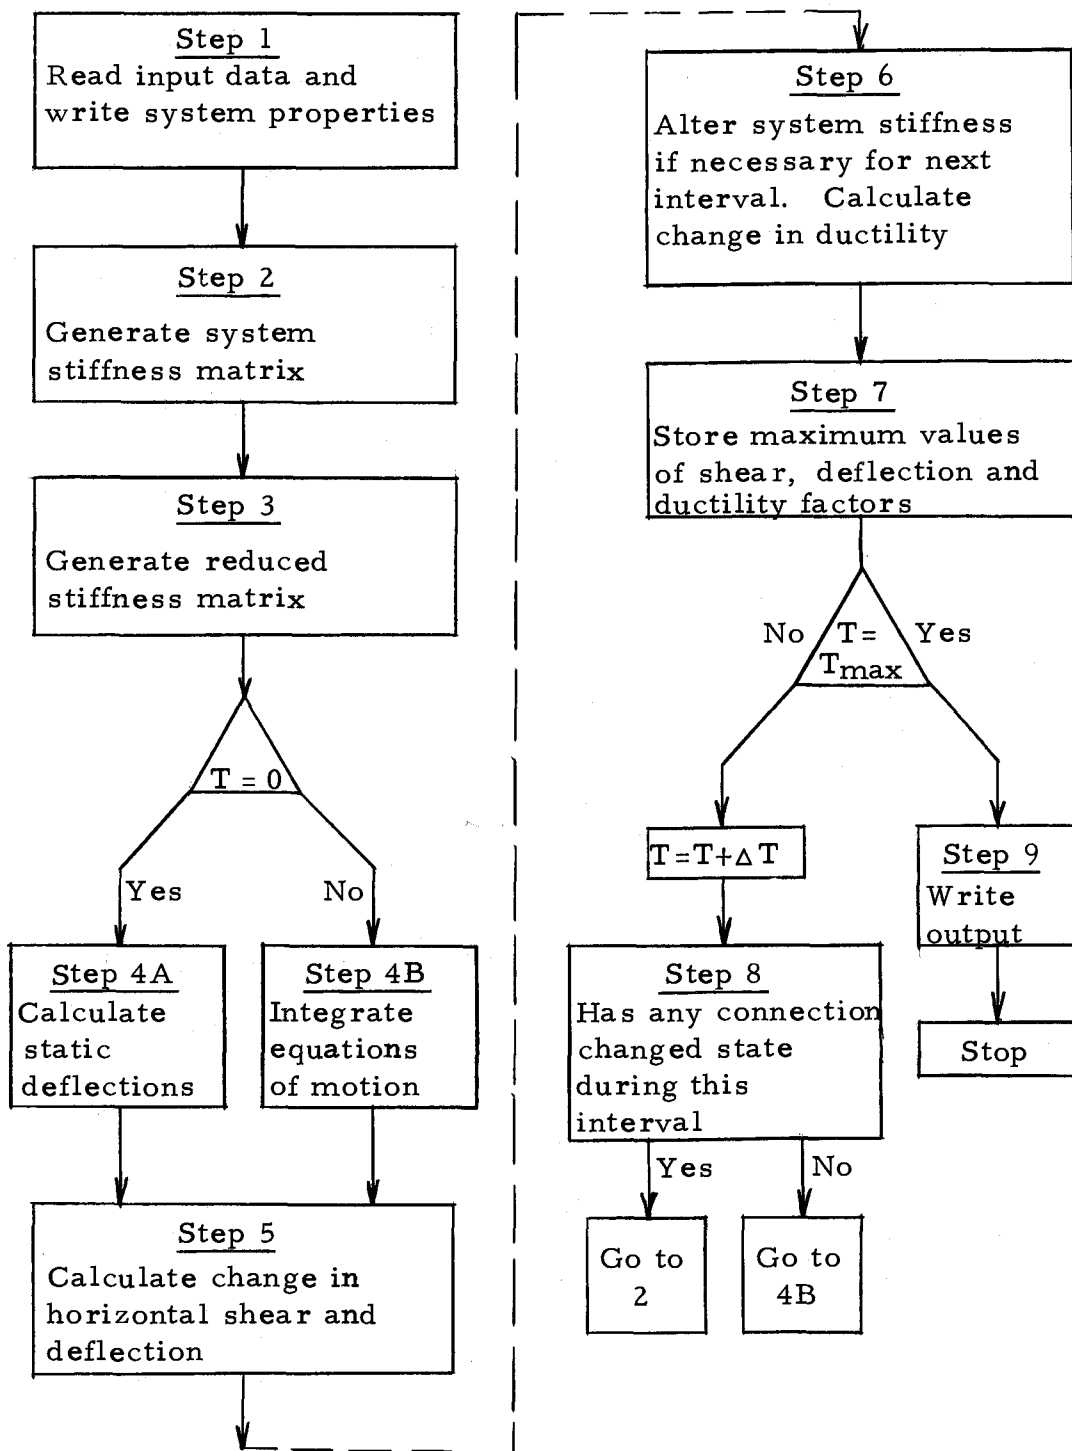 Step 1
Read input data and
write system properties
Step 2
Generate system
stiffness matrix
Step 3
Generate reduced
stiffness matrix
T = 0
Yes
No
Step 4A
Calculate
static
deflections
Step 4B
Integrate
equations
of motion
Step 5
Calculate change in
horizontal shear and
deflection
Step 6
Alter system stiffness
if necessary for next
interval. Calculate
change in ductility
Step 7
Store maximum values
of shear, deflection and
ductility factors
No
T =
Tmax
Yes
T=T+ΔT
Step 8
Has any connection
changed state
during this
interval
Yes
No
Go to
2
Go to
4B
Step 9
Write
output
Stop